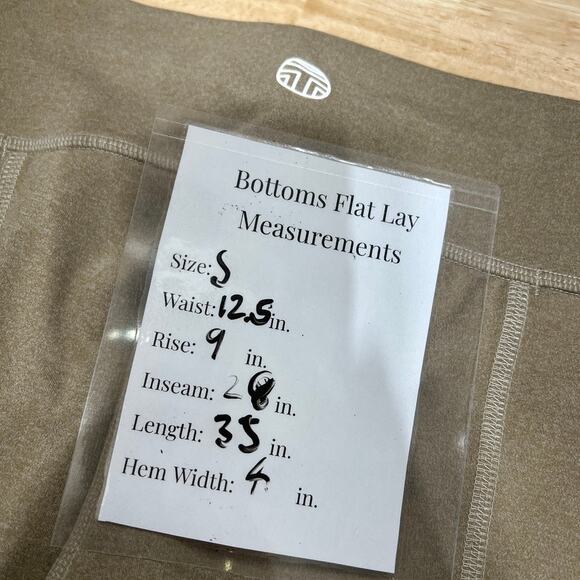 Bottoms Flat Lay
Measurements
Size: S
Waist: 12.5 in.
Rise: 9 in.
Inseam: in.
Length: 35 in.
Hem Width: 4 in.